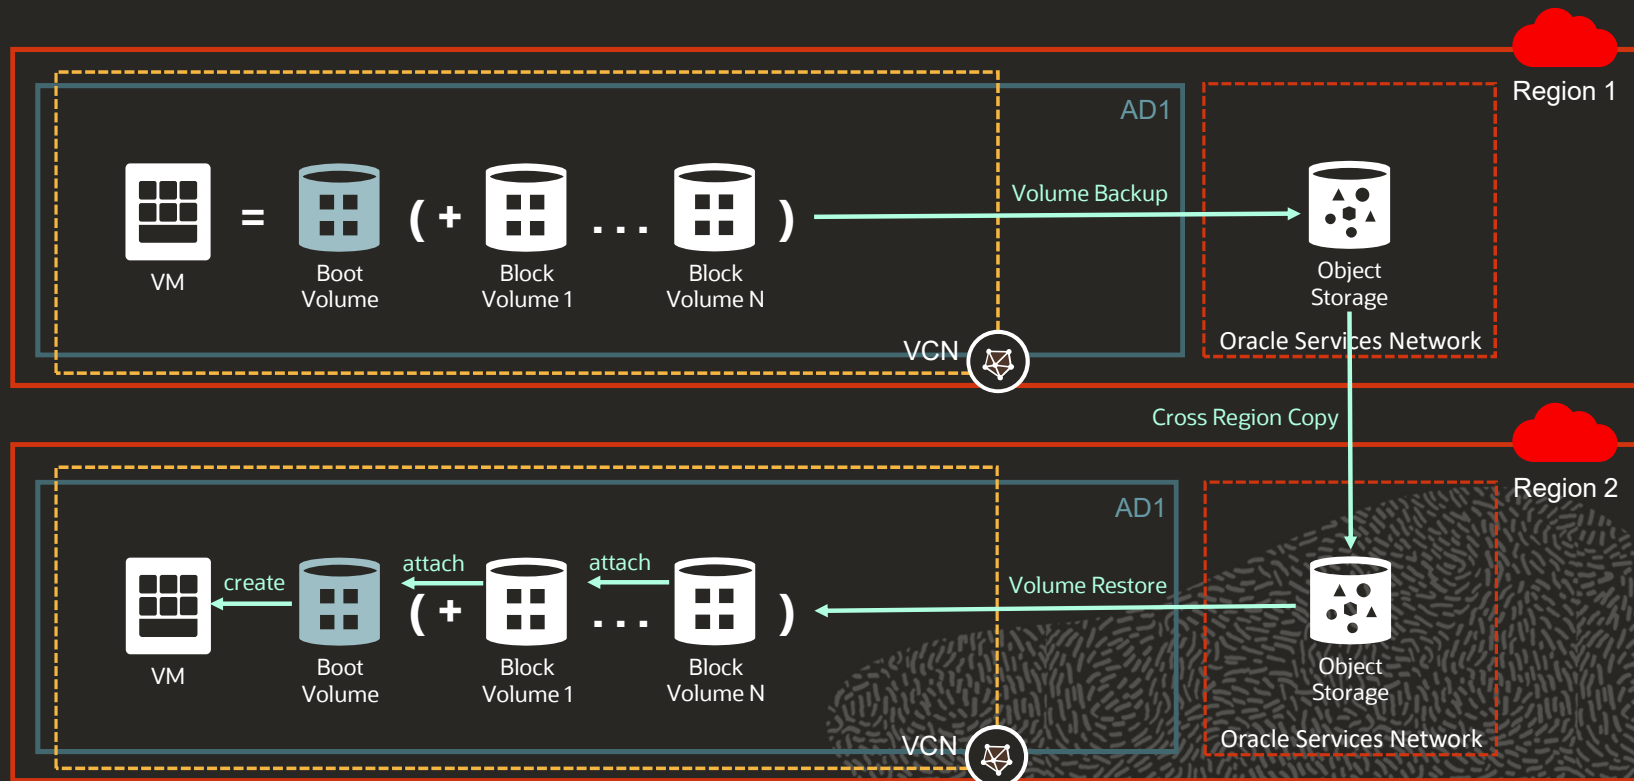 Region 1
AD1
Volume Backup
=
( +
. . .
)
VM
Boot
Volume
Block
Volume 1
Block
Volume N
Object
Storage
Oracle Services Network
VCN
Cross Region Copy
Region 2
AD1
create
attach
attach
Volume Restore
( +
. . .
)
VM
Boot
Volume
Block
Volume 1
Block
Volume N
Object
Storage
Oracle Services Network
VCN